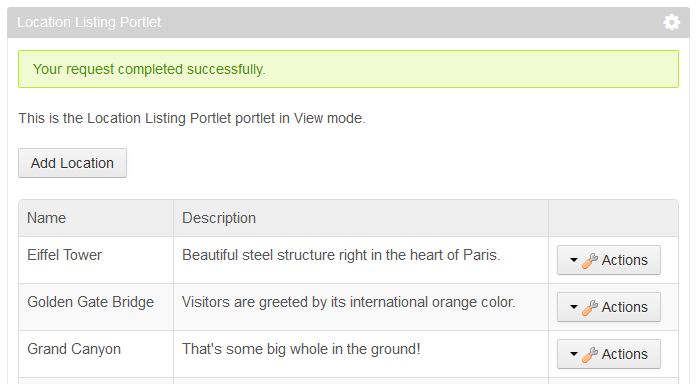 Location Listing Portlet
Your request completed successfully.
This is the Location Listing Portlet portlet in View mode.
Add Location
Name Description
Eiffel Tower Beautiful steel structure right in the heart of Paris. Actions
Golden Gate Bridge Visitors are greeted by its international orange color. Actions
Grand Canyon That's some big whole in the ground! Actions